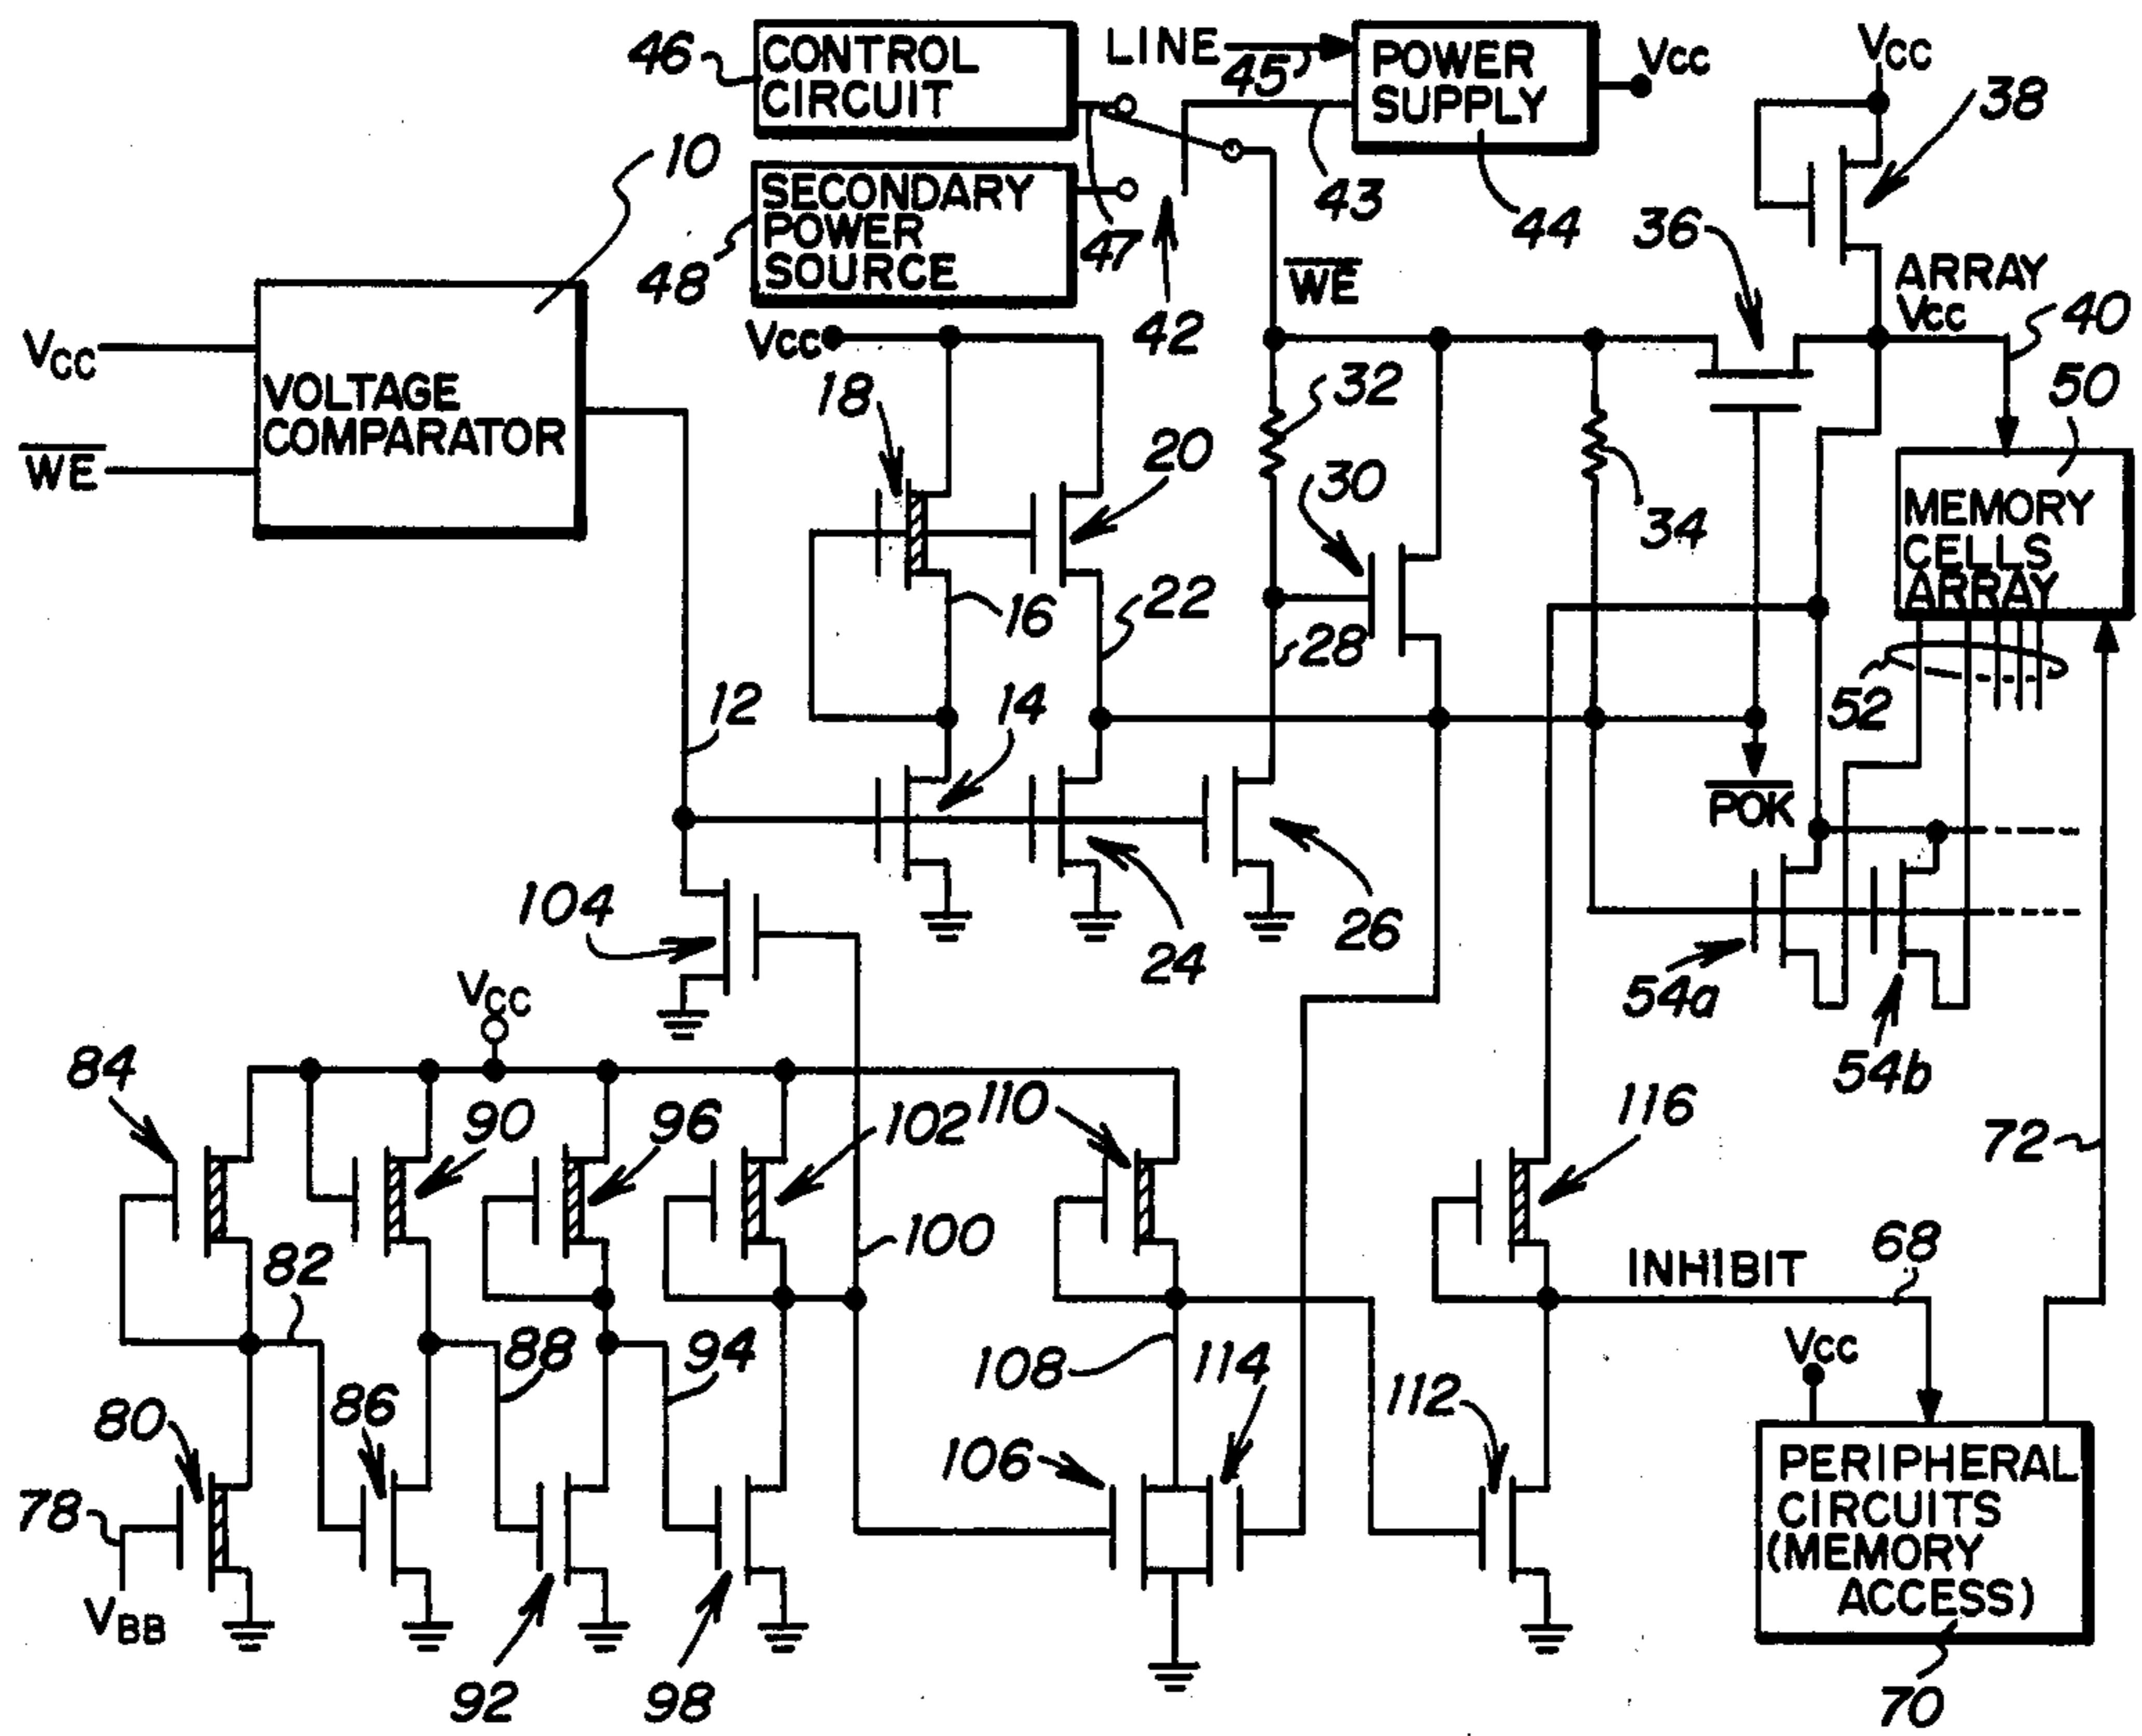 46
CONTROL
CIRCUIT
LINE
45
POWER
SUPPLY
Vcc
Vcc
38
10
SECONDARY
POWER
SOURCE
48
47
42
43
44
36
WE
ARRAY
Vcc
40
50
Vcc
WE
VOLTAGE
COMPARATOR
Vcc
18
20
32
30
34
MEMORY
CELLS
ARRAY
16
22
28
52
12
14
POK
104
24
26
54a
54b
Vcc
84
90
96
102
110
116
72
82
100
INHIBIT
68
88
94
108
114
112
Vcc
80
86
106
78
VBB
92
98
PERIPHERAL
CIRCUITS
(MEMORY
ACCESS)
70